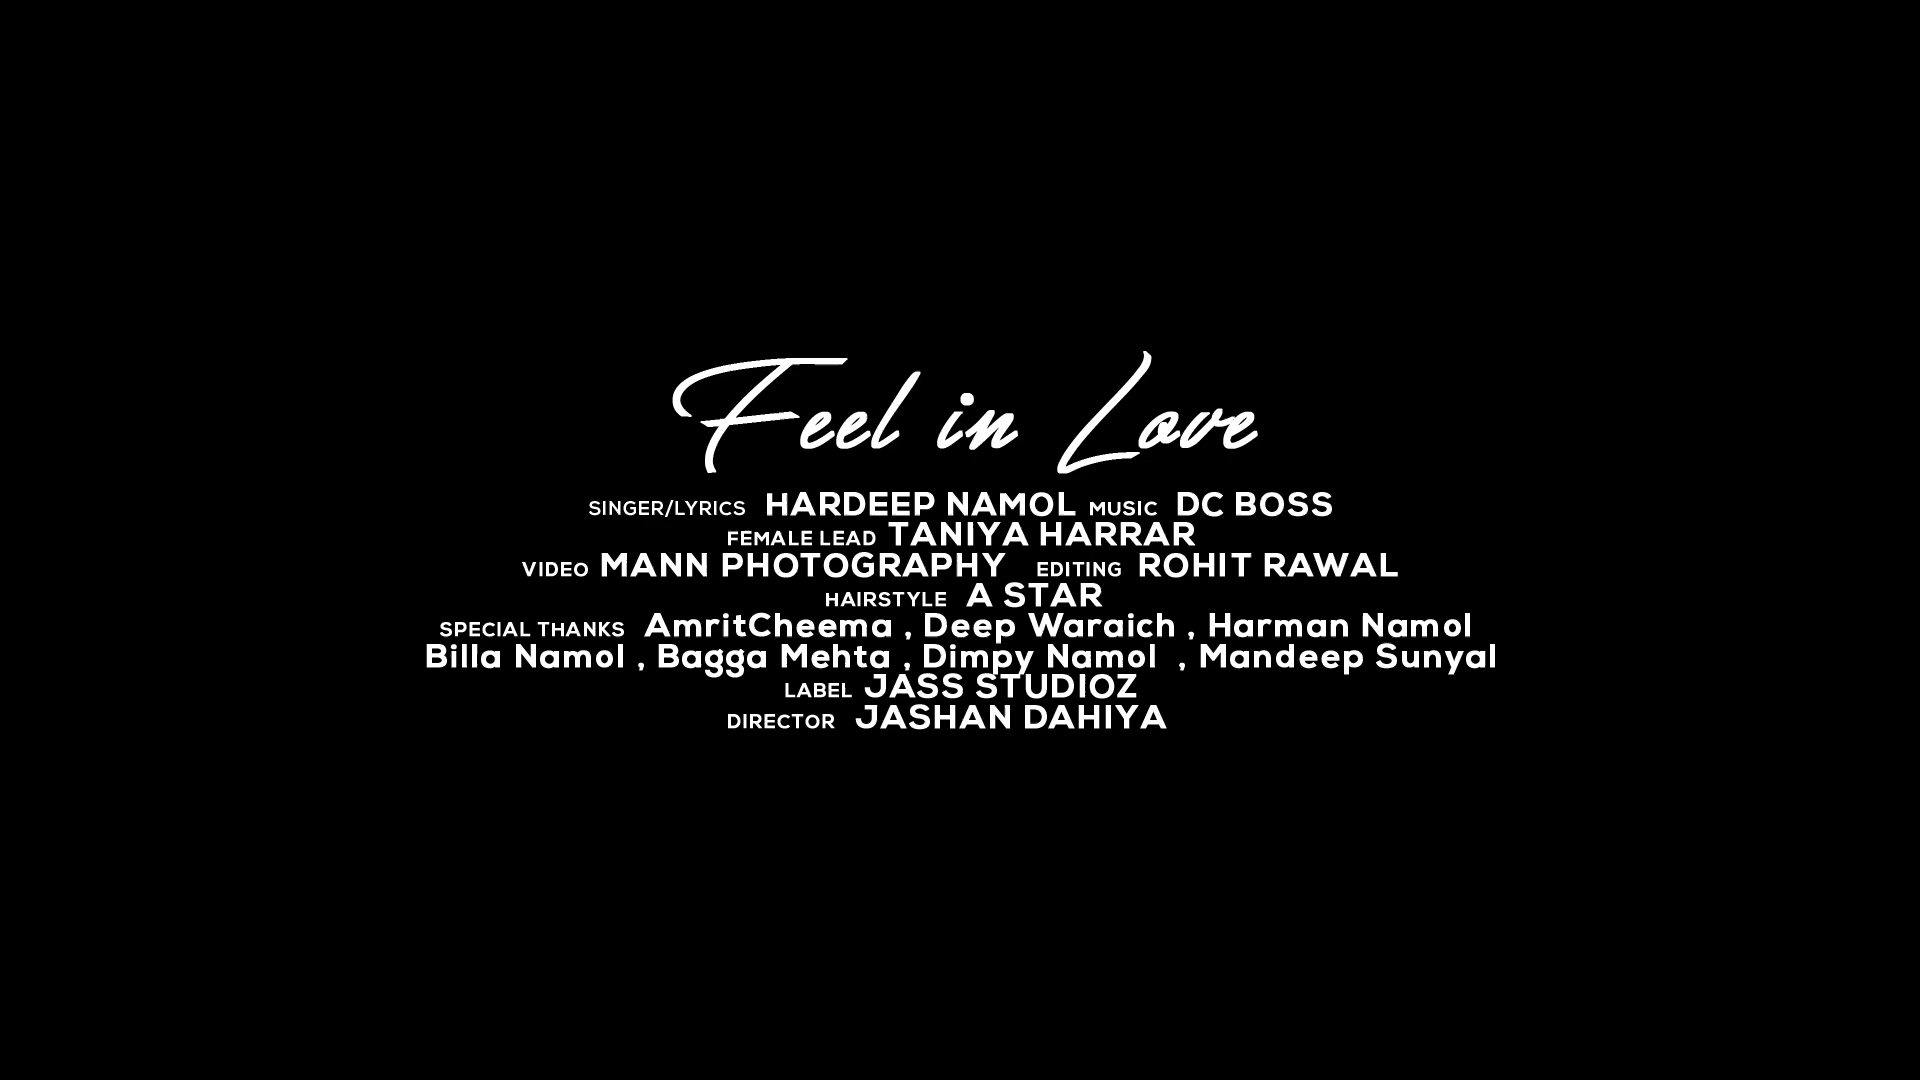 Feel in Love
SINGER/LYRICS HARDEEP NAMOL MUSIC DC BOSS
FEMALE LEAD TANIYA HARRAR
VIDEO MANN PHOTOGRAPHY EDITING ROHIT RAWAL
HAIRSTYLE A STAR
SPECIAL THANKS AmritCheema , Deep Waraich , Harman Namol
Billa Namol , Bagga Mehta , Dimpy Namol , Mandeep Sunyal
LABEL JASS STUDIOZ
DIRECTOR JASHAN DAHIYA